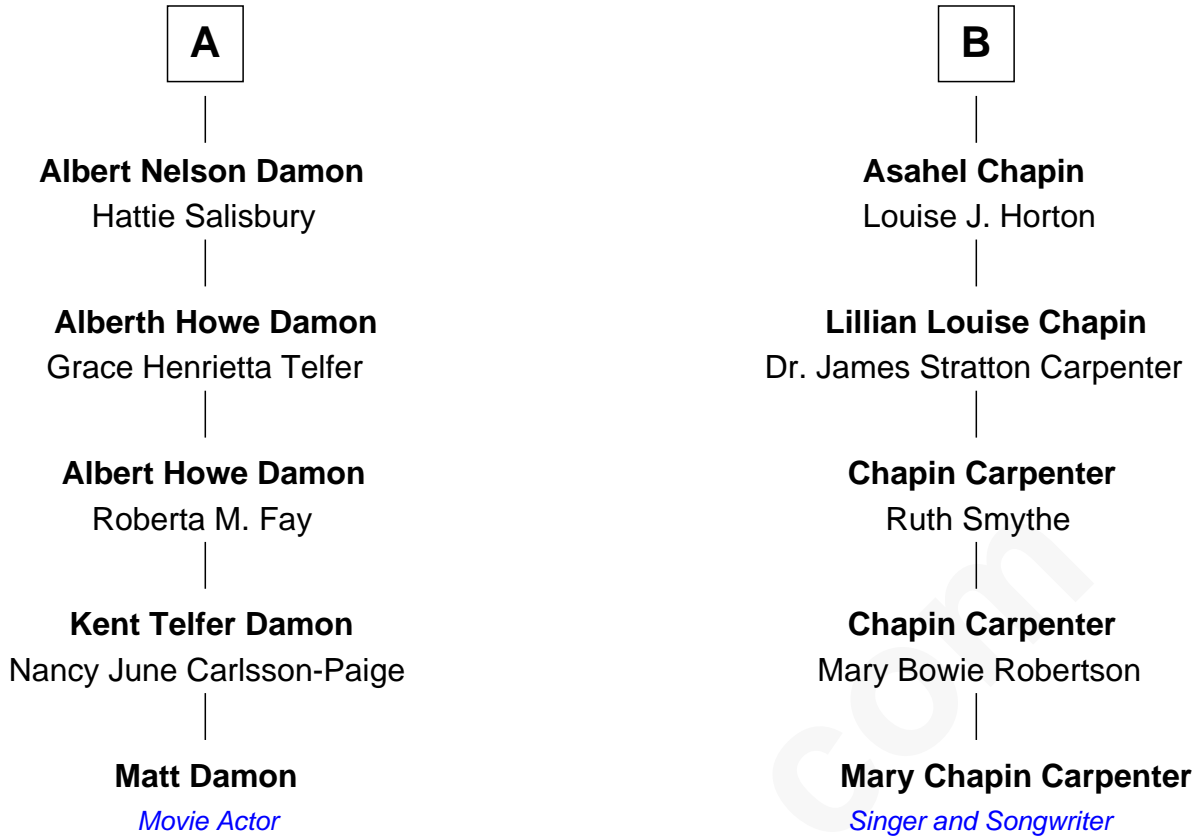 A
Albert Nelson Damon
Hattie Salisbury
Alberth Howe Damon
Grace Henrietta Telfer
Albert Howe Damon
Roberta M. Fay
Kent Telfer Damon
Nancy June Carlsson-Paige
Matt Damon
Movie Actor
B
Asahel Chapin
Louise J. Horton
Lillian Louise Chapin
Dr. James Stratton Carpenter
Chapin Carpenter
Ruth Smythe
Chapin Carpenter
Mary Bowie Robertson
Mary Chapin Carpenter
Singer and Songwriter
com